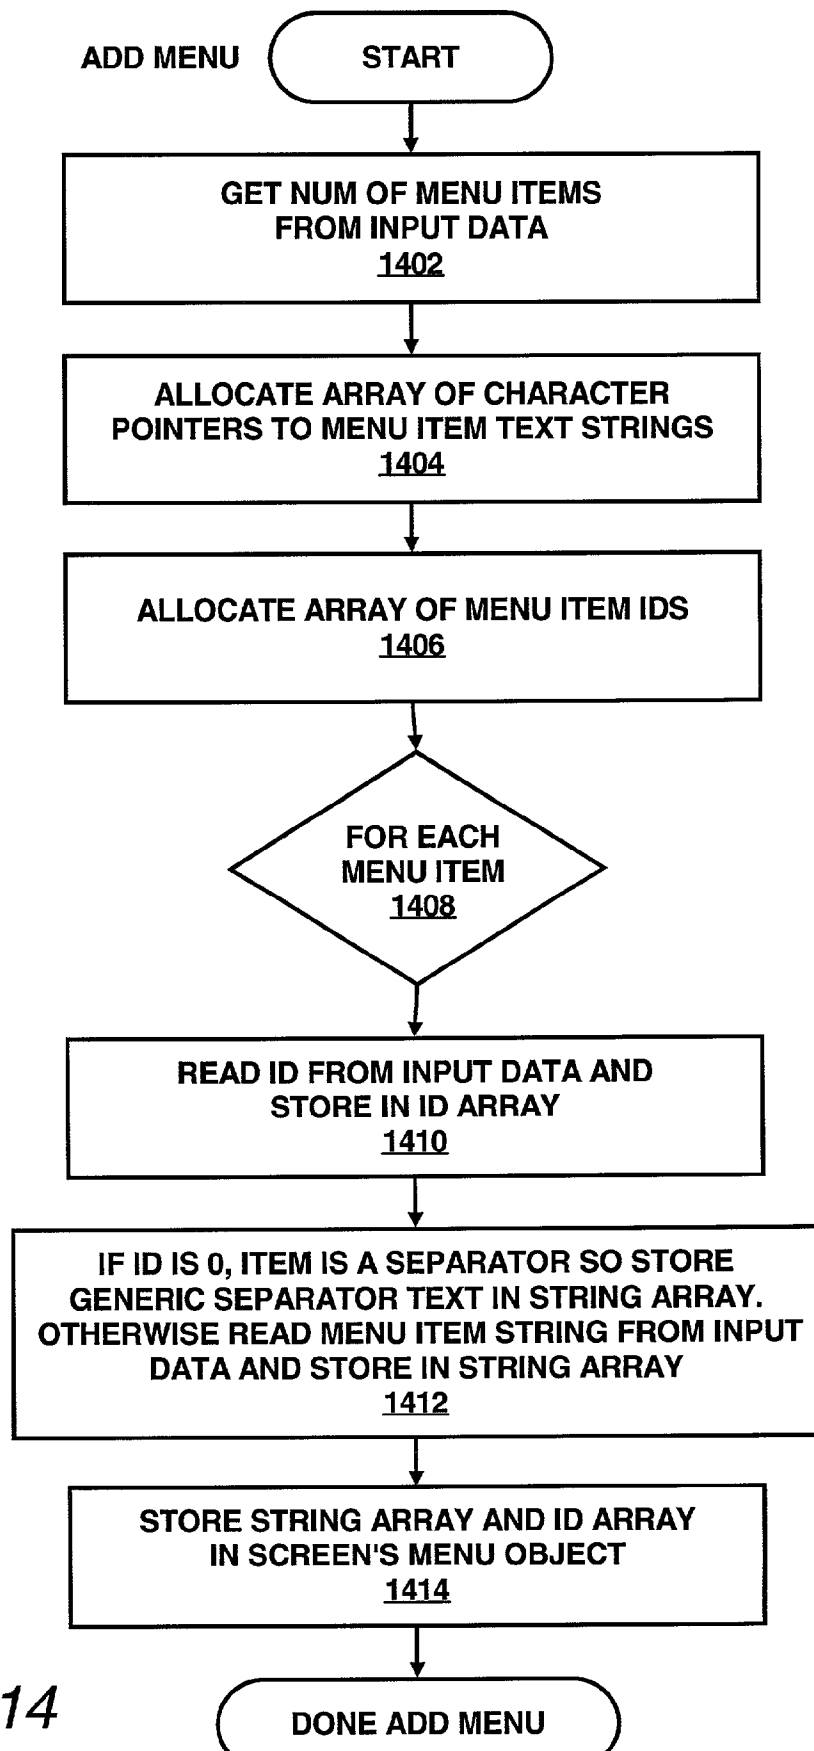 ADD MENU
START
GET NUM OF MENU ITEMS
FROM INPUT DATA
1402
ALLOCATE ARRAY OF CHARACTER
POINTERS TO MENU ITEM TEXT STRINGS
1404
ALLOCATE ARRAY OF MENU ITEM IDS
1406
FOR EACH
MENU ITEM
1408
READ ID FROM INPUT DATA AND
STORE IN ID ARRAY
1410
IF ID IS 0, ITEM IS A SEPARATOR SO STORE
GENERIC SEPARATOR TEXT IN STRING ARRAY.
OTHERWISE READ MENU ITEM STRING FROM INPUT
DATA AND STORE IN STRING ARRAY
1412
STORE STRING ARRAY AND ID ARRAY
IN SCREEN'S MENU OBJECT
1414
14
DONE ADD MENU